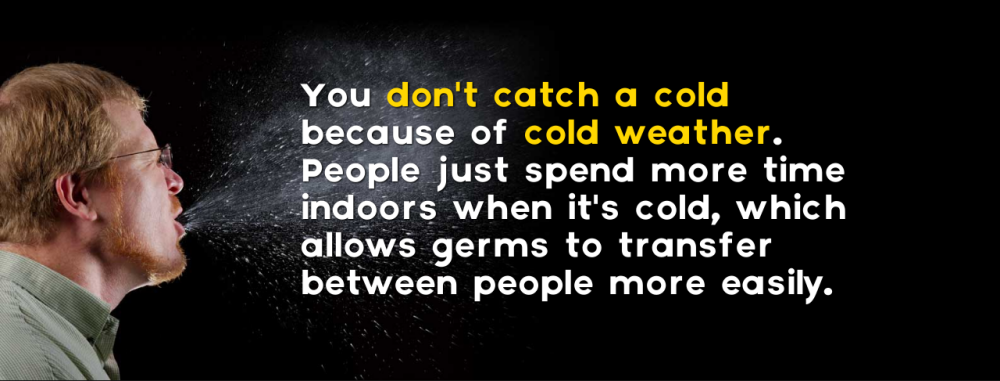 You don't catch a cold
because of cold weather.
People just spend more time
indoors when it's cold, which
allows germs to transfer
between people more easily.